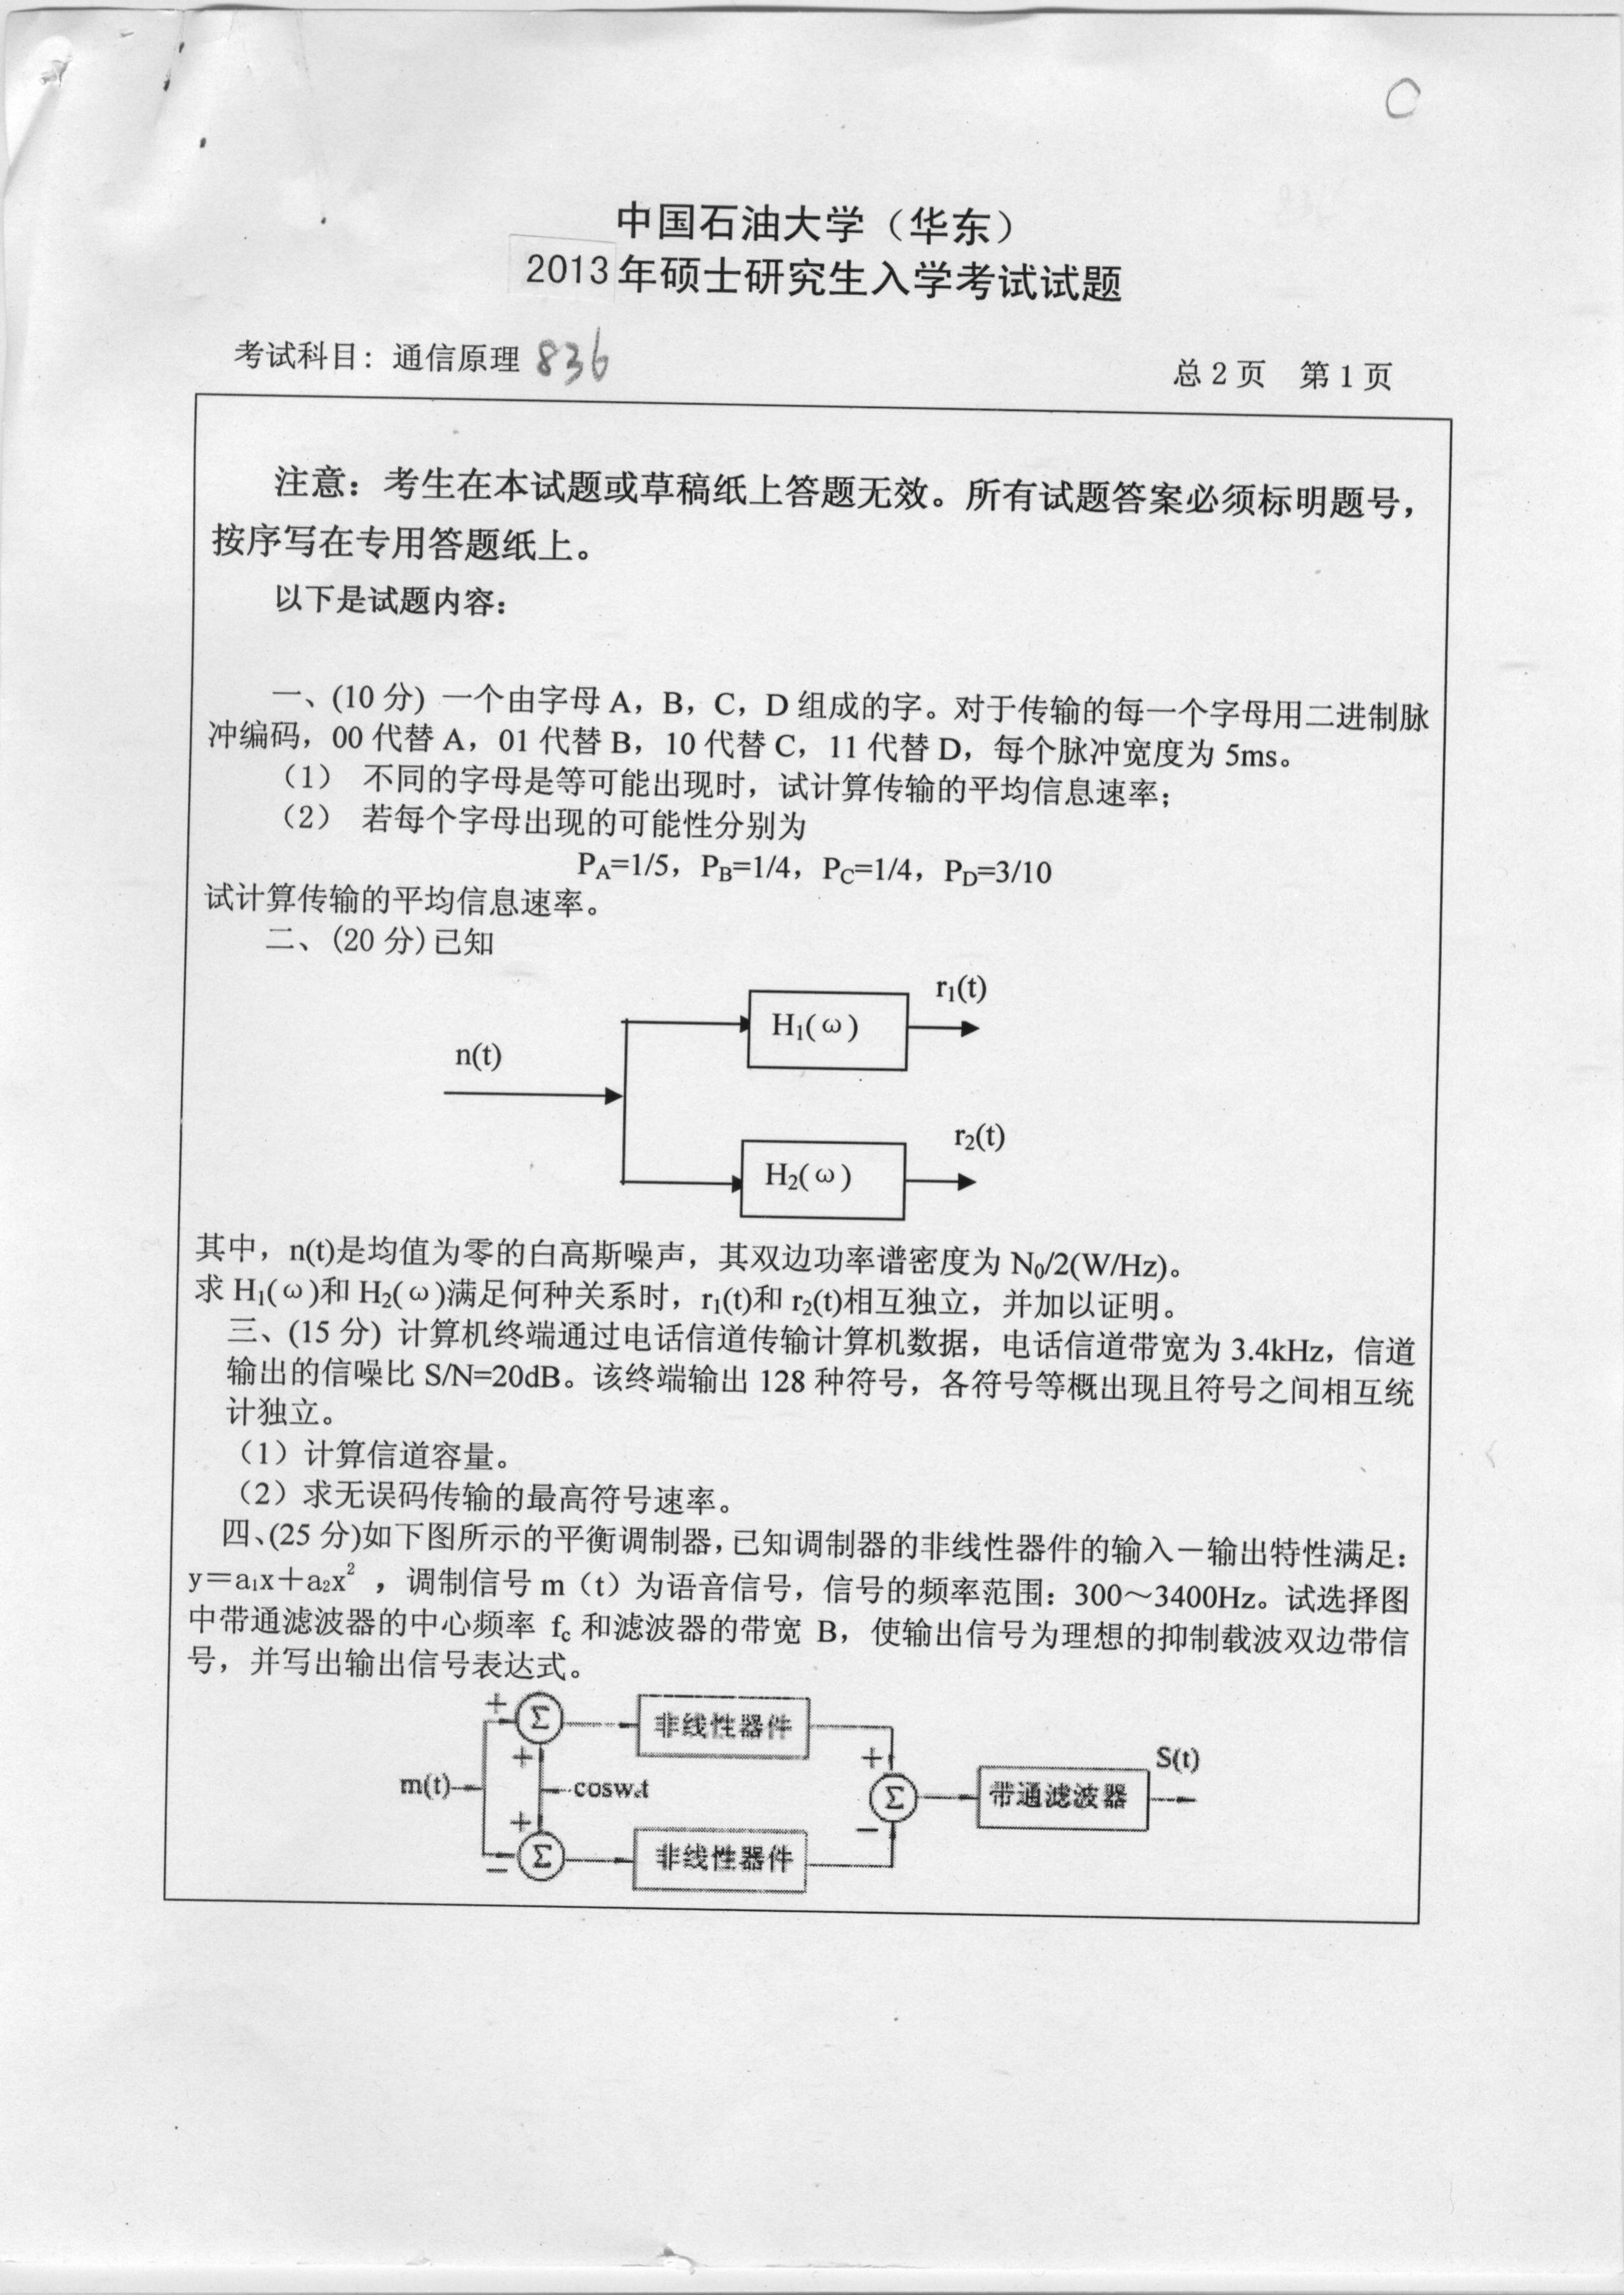 中国石油大学（华东）
2013年硕士研究生入学考试试题
考试科目：通信原理 836
总2页 第1页
注意：考生在本试题或草稿纸上答题无效。所有试题答案必须标明题号，
按序写在专用答题纸上。
以下是试题内容：
一、(10分) 一个由字母A，B，C，D组成的字。对于传输的每一个字母用二进制脉
冲编码，00代替A，01代替B，10代替C，11代替D，每个脉冲宽度为5ms。
（1） 不同的字母是等可能出现时，试计算传输的平均信息速率；
（2） 若每个字母出现的可能性分别为
P_A=1/5，P_B=1/4，P_C=1/4，P_D=3/10
试计算传输的平均信息速率。
二、(20分)已知
r₁(t)
H₁(ω)
n(t)
r₂(t)
H₂(ω)
其中，n(t)是均值为零的白高斯噪声，其双边功率谱密度为N₀/2(W/Hz)。
求H₁(ω)和H₂(ω)满足何种关系时，r₁(t)和r₂(t)相互独立，并加以证明。
三、(15分) 计算机终端通过电话信道传输计算机数据，电话信道带宽为3.4kHz，信道
输出的信噪比S/N=20dB。该终端输出128种符号，各符号等概出现且符号之间相互统
计独立。
（1）计算信道容量。
（2）求无误码传输的最高符号速率。
四、(25分)如下图所示的平衡调制器，已知调制器的非线性器件的输入－输出特性满足：
y＝a₁x＋a₂x²，调制信号m（t）为语音信号，信号的频率范围：300～3400Hz。试选择图
中带通滤波器的中心频率 f_c 和滤波器的带宽 B，使输出信号为理想的抑制载波双边带信
号，并写出输出信号表达式。
+ Σ 非线性器件
+ + S(t)
m(t) cosw_ct Σ 带通滤波器
+ −
− Σ 非线性器件